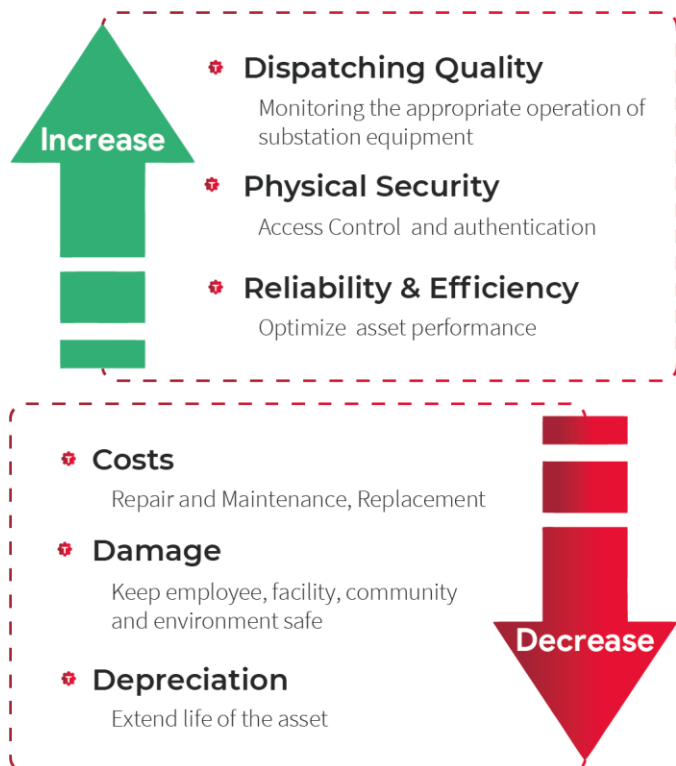 Increase
Dispatching Quality
Monitoring the appropriate operation of
substation equipment
Physical Security
Access Control and authentication
Reliability & Efficiency
Optimize asset performance
Costs
Repair and Maintenance, Replacement
Damage
Keep employee, facility, community
and environment safe
Decrease
Depreciation
Extend life of the asset